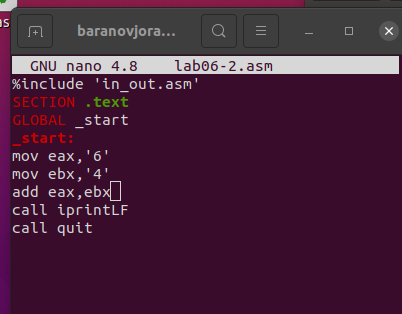 baranovjora...
GNU nano 4.8 lab06-2.asm
%include 'in_out.asm'
SECTION .text
GLOBAL _start
_start:
mov eax,'6'
mov ebx,'4'
add eax,ebx
call iprintLF
call quit